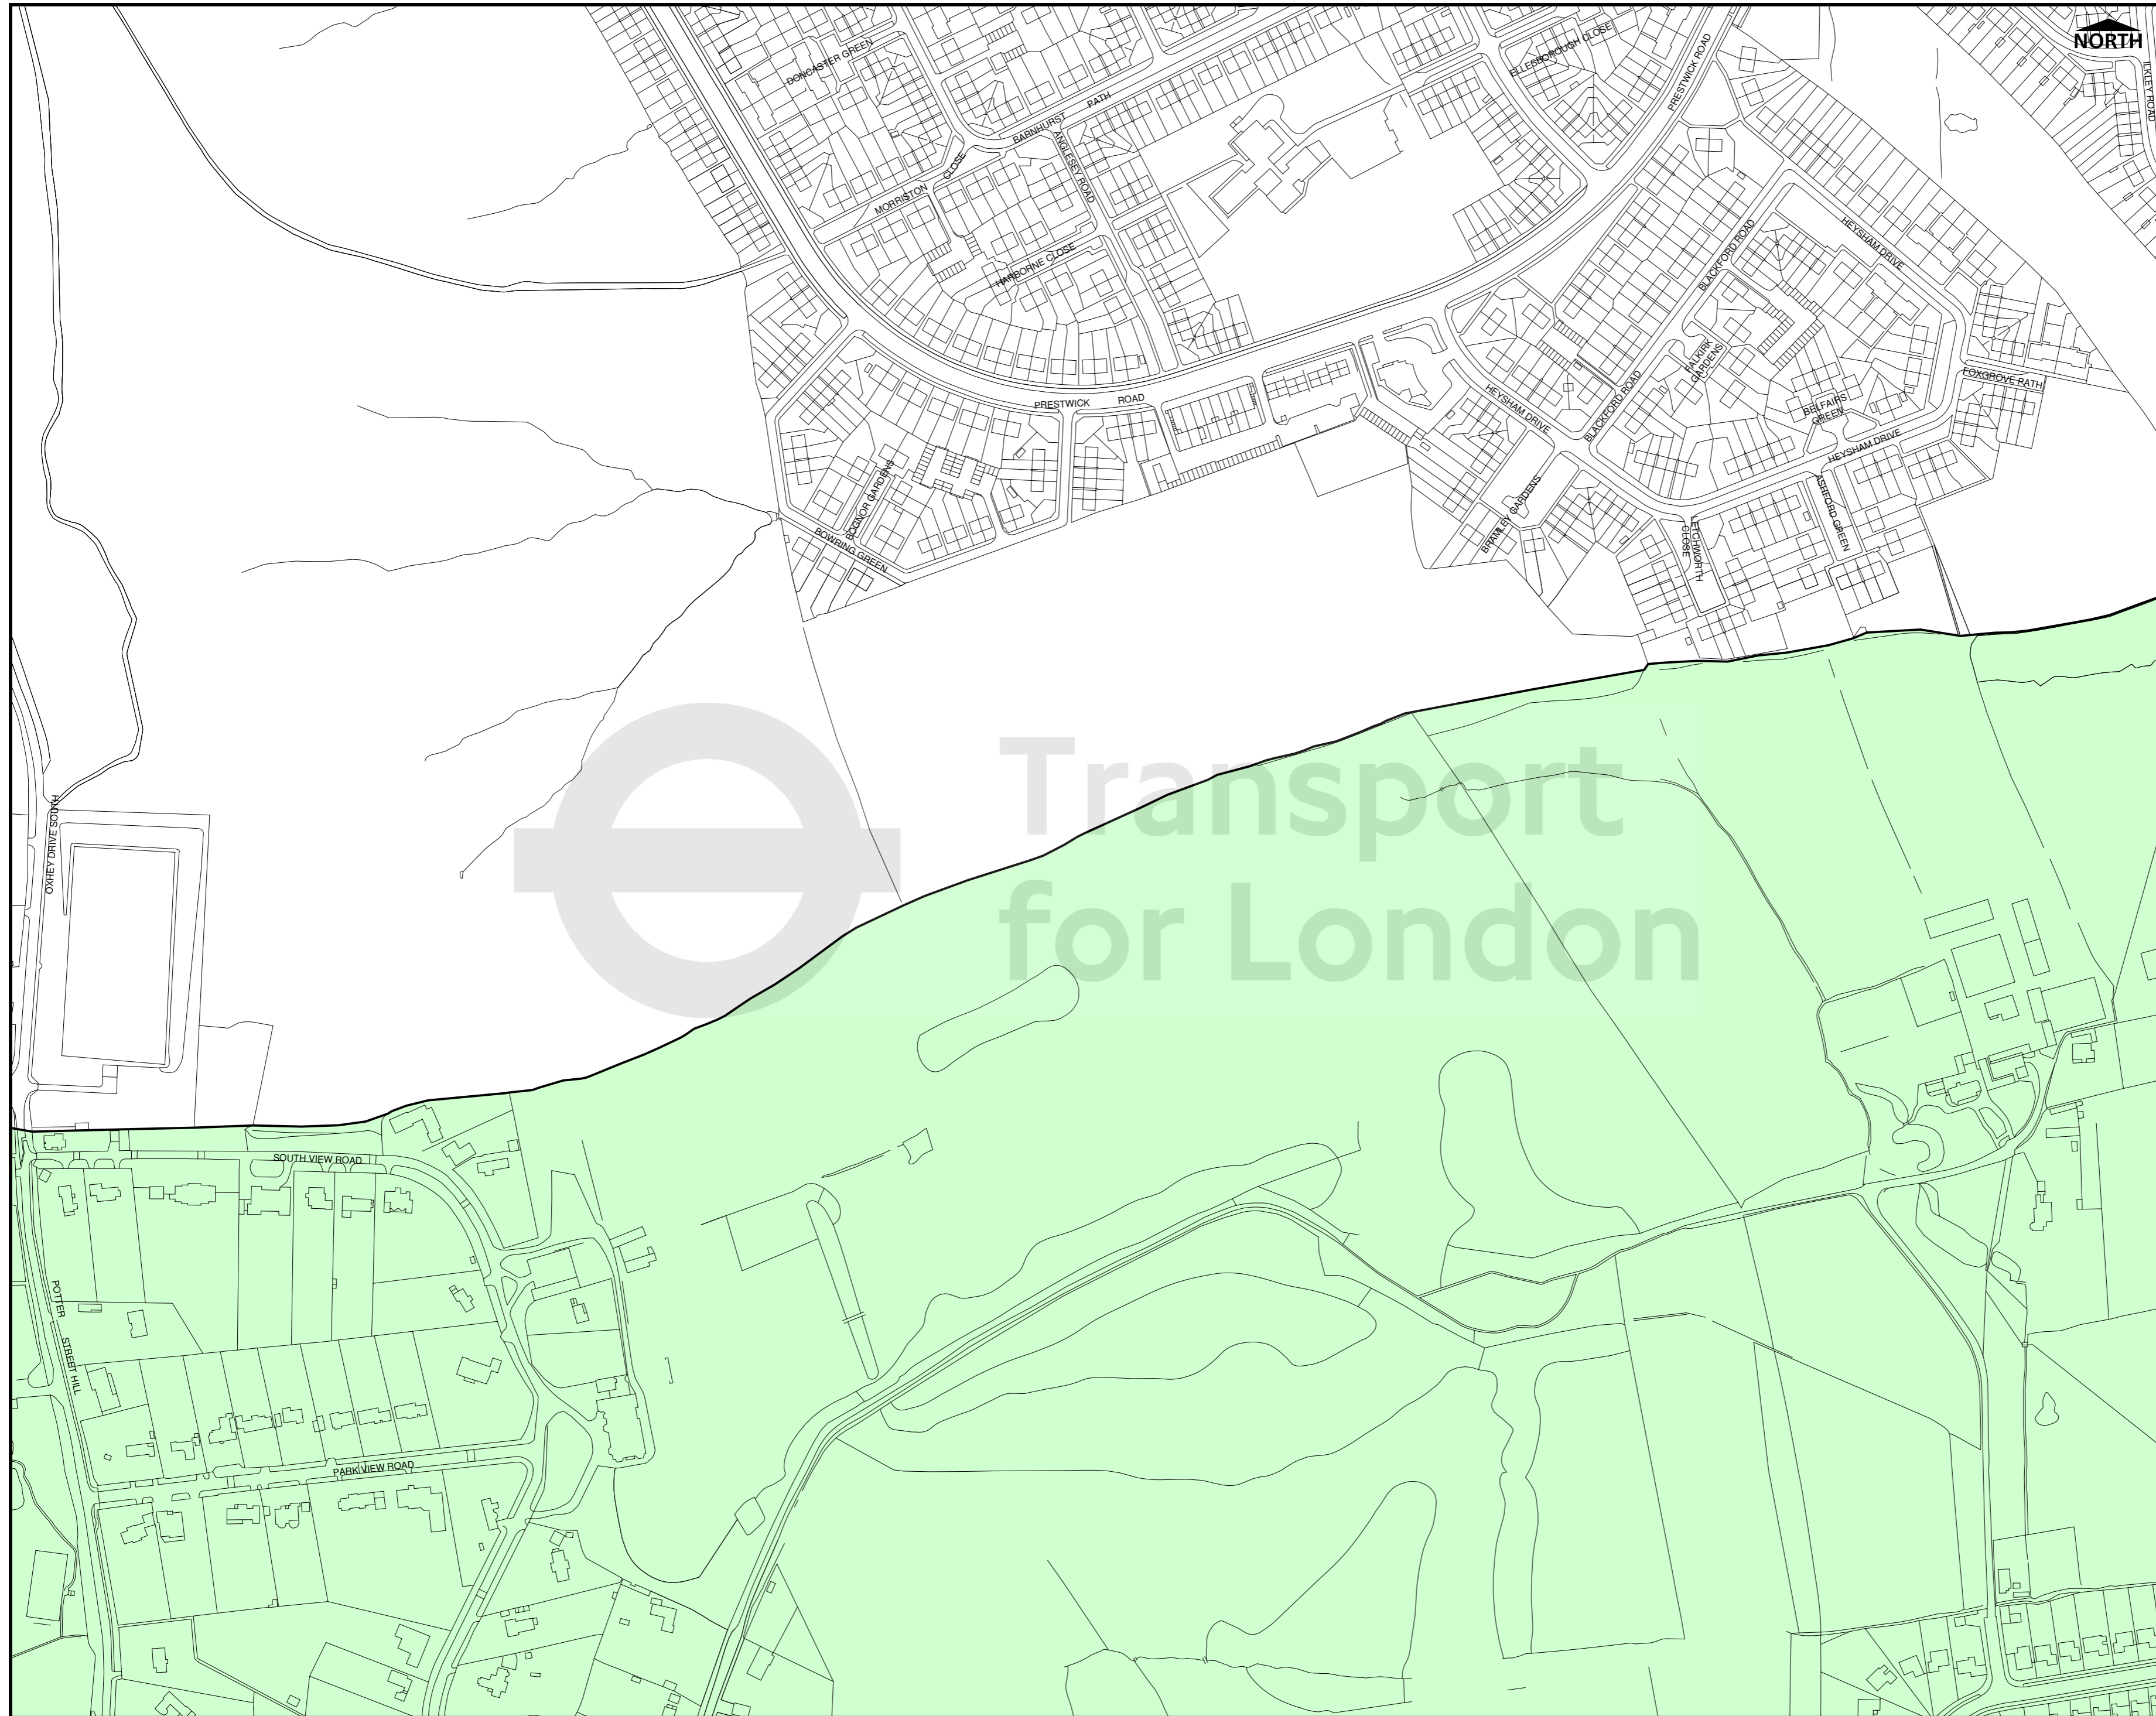 NORTH
DONCASTER GREEN
ELLESBOROUGH CLOSE
PRESTWICK ROAD
ILKLEY ROAD
BARNHURST PATH
ANGLESEY ROAD
MORRISTON CLOSE
HARBORNE CLOSE
BLACKFORD ROAD
HEYSHAM DRIVE
FALKIRK
GARDENS
FOXGROVE PATH
PRESTWICK ROAD
HEYSHAM DRIVE
BLACKFORD ROAD
BELFAIRS
GREEN
HEYSHAM DRIVE
BOGNOR GARDENS
BOWRING GREEN
BRAMLEY GARDENS
LETCHWORTH
CLOSE
ASHFORD GREEN
Transport
for London
OXHEY DRIVE SOUTH
SOUTH VIEW ROAD
POTTER STREET HILL
PARK VIEW ROAD